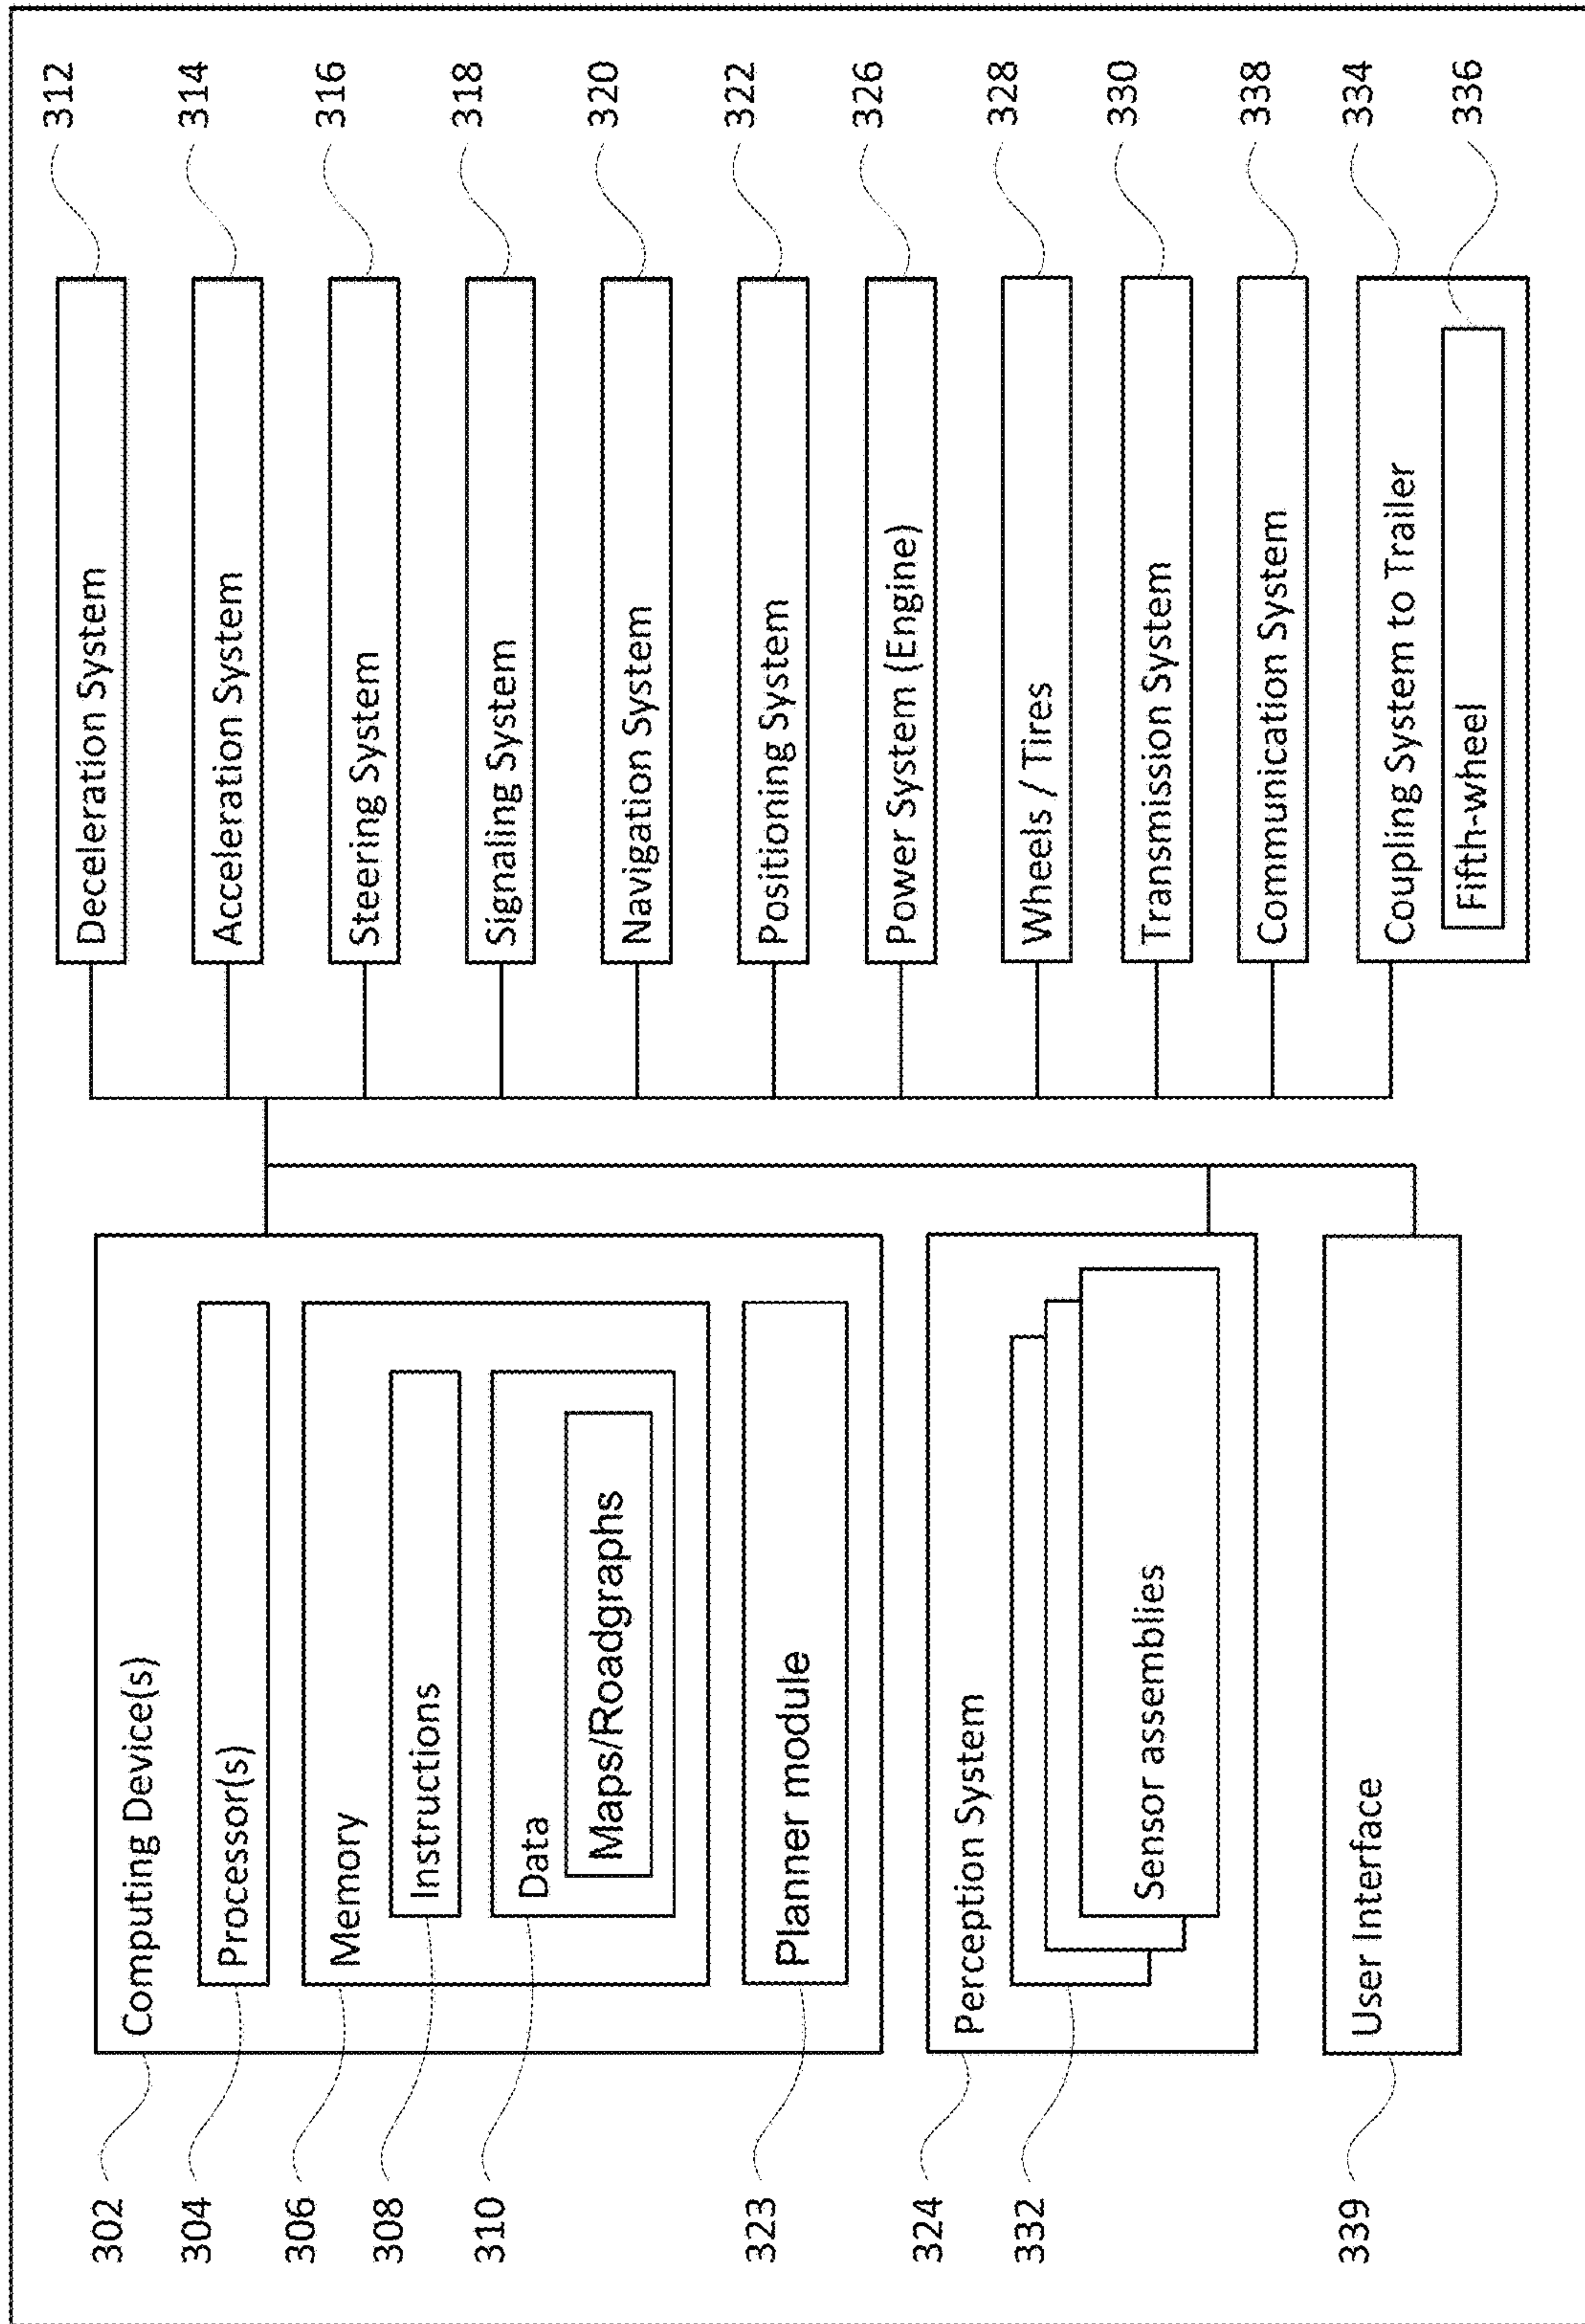 302
Computing Device(s)
304
Processor(s)
306
Memory
308
Instructions
310
Data
Maps/Roadgraphs
323
Planner module
324
Perception System
332
Sensor assemblies
339
User Interface
Deceleration System
312
Acceleration System
314
Steering System
316
Signaling System
318
Navigation System
320
Positioning System
322
Power System (Engine)
326
Wheels / Tires
328
Transmission System
330
Communication System
338
Coupling System to Trailer
334
Fifth-wheel
336